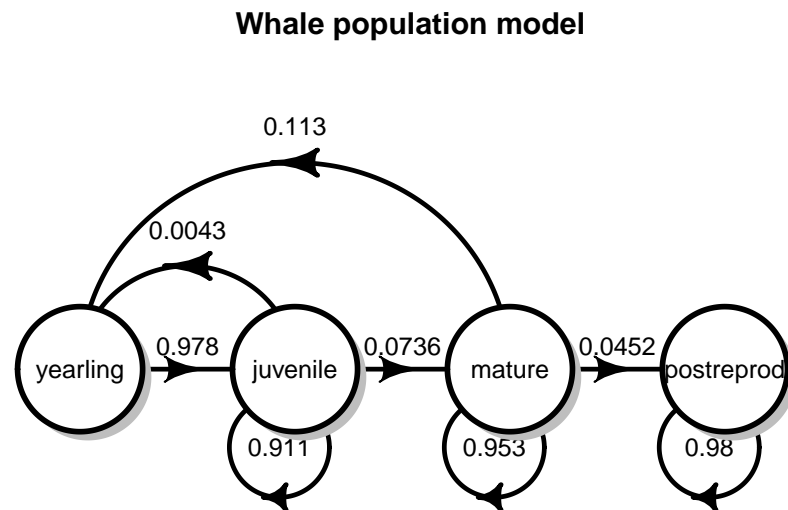 Whale population model
0.113
0.0043
yearling
0.978
juvenile
0.0736
mature
0.0452
postreprod
0.911
0.953
0.98